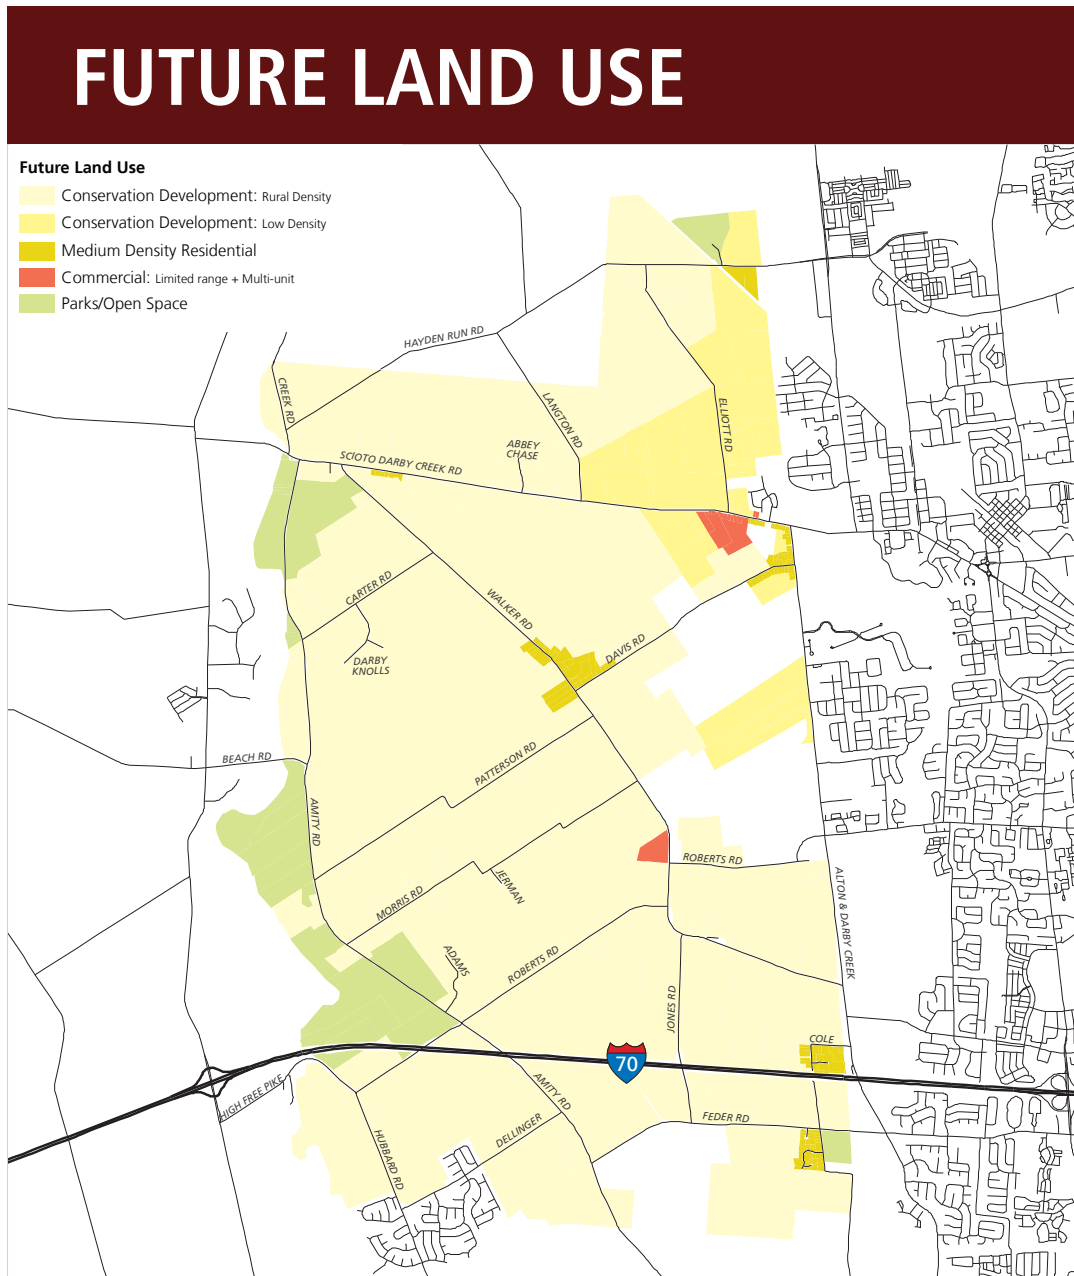 FUTURE LAND USE
Future Land Use
Conservation Development: Rural Density
Conservation Development: Low Density
Medium Density Residential
Commercial: Limited range + Multi-unit
Parks/Open Space
HAYDEN RUN RD
CREEK RD
LANGTON RD
ELLIOTT RD
ABBEY
CHASE
SCIOTO DARBY CREEK RD
CARTER RD
WALKER RD
DAVIS RD
DARBY
KNOLLS
BEACH RD
PATTERSON RD
AMITY RD
ROBERTS RD
JERMAN
MORRIS RD
ALTON & DARBY CREEK
ADAMS
ROBERTS RD
JONES RD
COLE
70
HIGH FREE PIKE
AMITY RD
FEDER RD
DELLINGER
HUBBARD RD